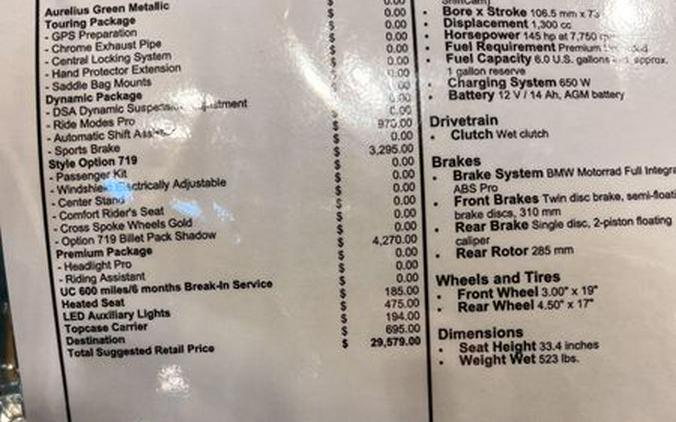 Aurelius Green Metallic $ 0.00
Touring Package $ 0.00
- GPS Preparation $ 0.00
- Chrome Exhaust Pipe $ 0.00
- Central Locking System $ 0.00
- Hand Protector Extension $ 0.00
- Saddle Bag Mounts $ 0.00
Dynamic Package $ 0.00
- DSA Dynamic $ 0.00
- Ride Modes Pro $ 970.00
- Automatic Shift $ 0.00
- Sports Brake $ 3,295.00
Style Option 719 $ 0.00
- Passenger Kit $ 0.00
- Windshield Electrically Adjustable $ 0.00
- Center Stand $ 0.00
- Comfort Rider's Seat $ 0.00
- Cross Spoke Wheels Gold $ 0.00
- Option 719 Billet Pack Shadow $ 4,270.00
Premium Package $ 0.00
- Headlight Pro $ 0.00
- Riding Assistant $ 0.00
UC 600 miles/6 months Break-In Service $ 185.00
Heated Seat $ 475.00
LED Auxiliary Lights $ 194.00
Topcase Carrier $ 695.00
Destination $ 29,579.00
Total Suggested Retail Price
• Bore x Stroke 106.5 mm x
• Displacement 1,300 cc
• Horsepower 145 hp at 7,750
• Fuel Requirement Premium
• Fuel Capacity 6.0 U.S. gallons approx.
1 gallon reserve
• Charging System 650 W
• Battery 12 V / 14 Ah, AGM battery
Drivetrain
• Clutch Wet clutch
Brakes
• Brake System BMW Motorrad Full
ABS Pro
• Front Brakes Twin disc brake,
brake discs, 310 mm
• Rear Brake Single disc, 2-piston floating
caliper
• Rear Rotor 285 mm
Wheels and Tires
• Front Wheel 3.00" x 19"
• Rear Wheel 4.50" x 17"
Dimensions
• Seat Height 33.4 inches
• Weight Wet 523 lbs.